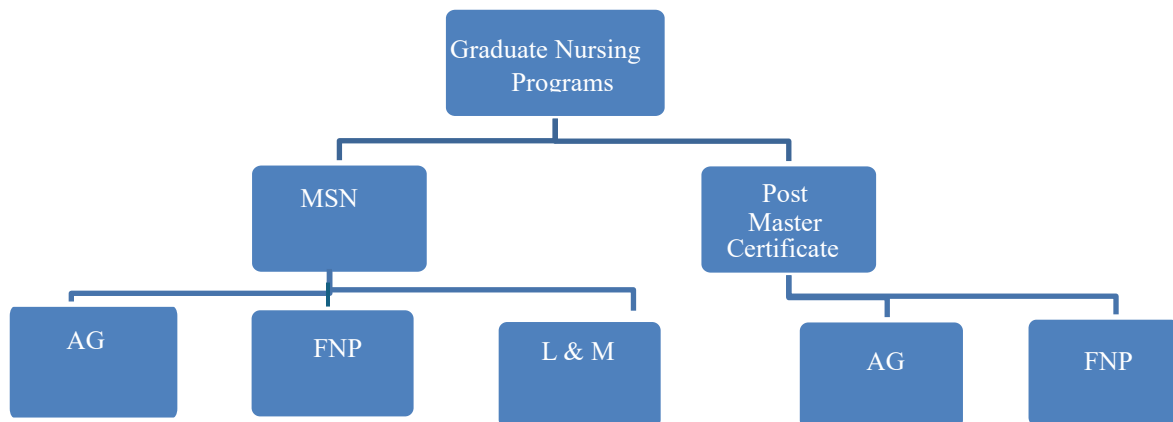 Graduate Nursing
Programs
MSN
Post
Master
Certificate
AG
FNP
L & M
AG
FNP